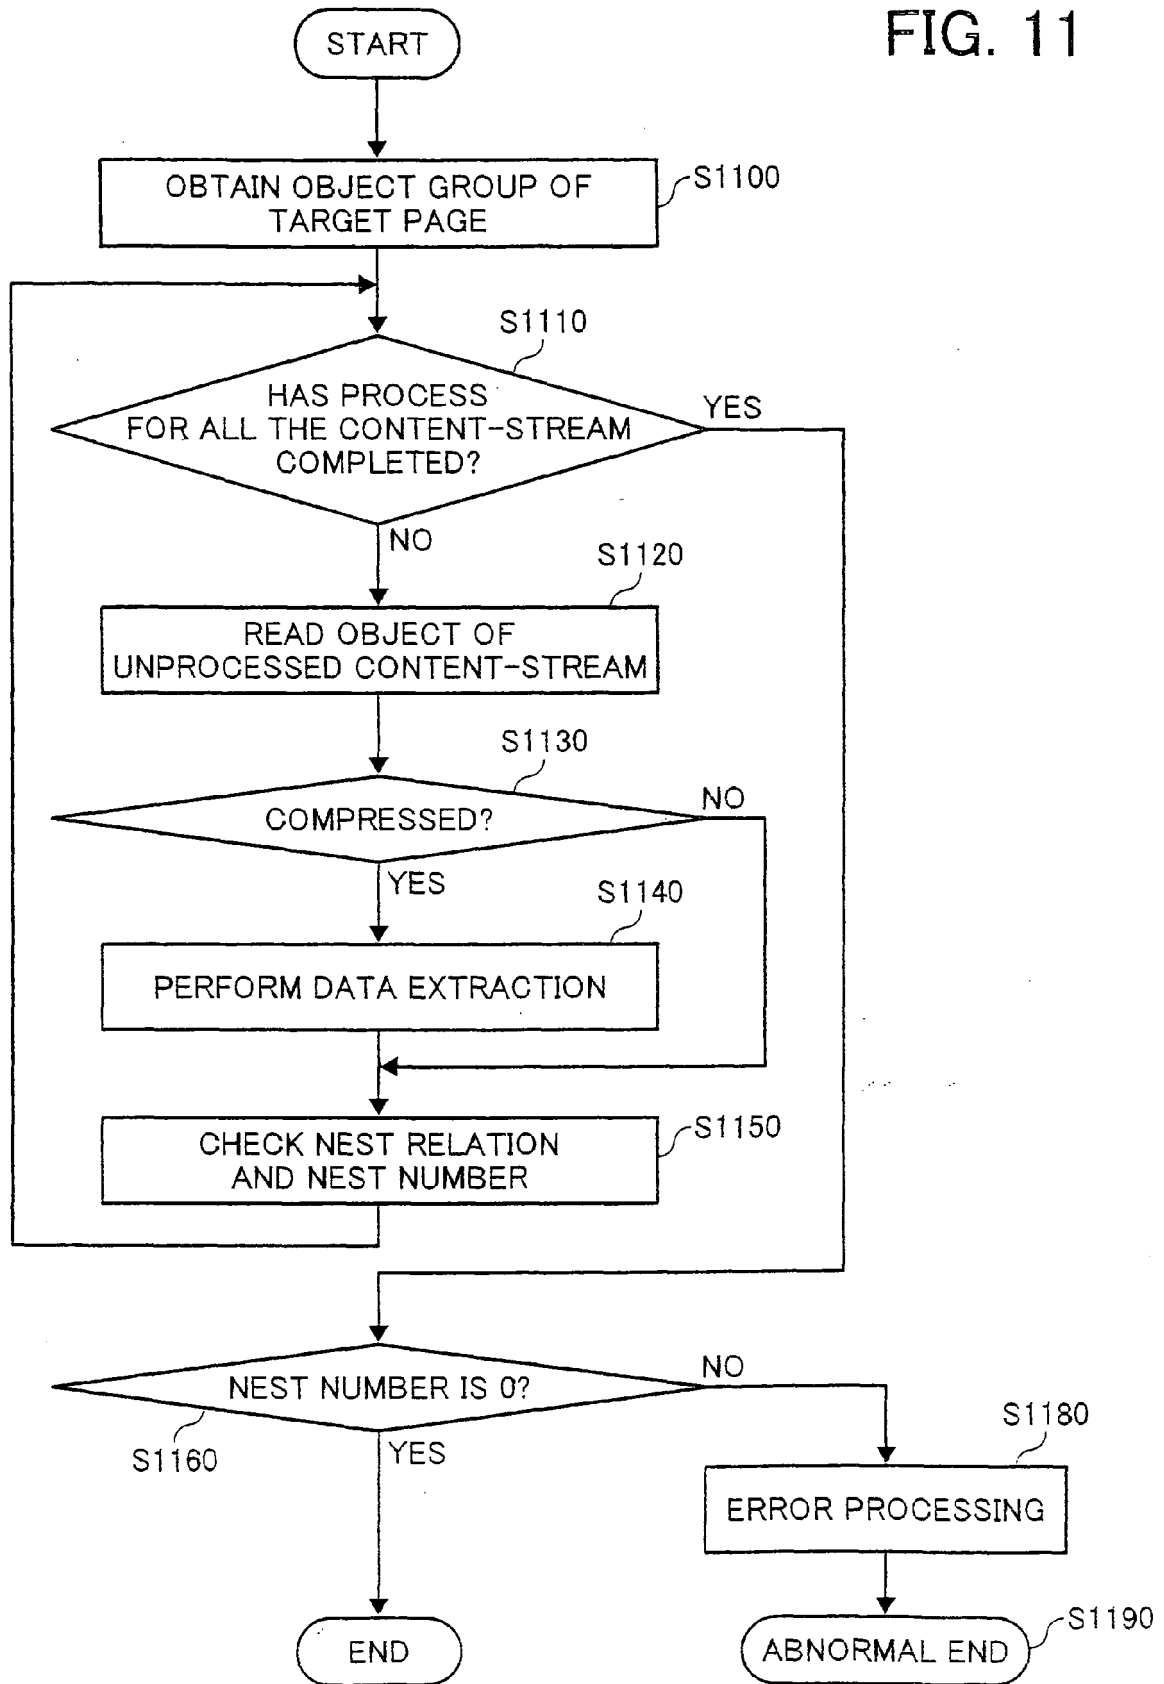 FIG. 11
START
OBTAIN OBJECT GROUP OF
TARGET PAGE
S1100
S1110
HAS PROCESS
FOR ALL THE CONTENT-STREAM
COMPLETED?
YES
NO
S1120
READ OBJECT OF
UNPROCESSED CONTENT-STREAM
S1130
COMPRESSED?
NO
YES
S1140
PERFORM DATA EXTRACTION
CHECK NEST RELATION
AND NEST NUMBER
S1150
NEST NUMBER IS 0?
NO
S1160
YES
S1180
ERROR PROCESSING
END
ABNORMAL END
S1190